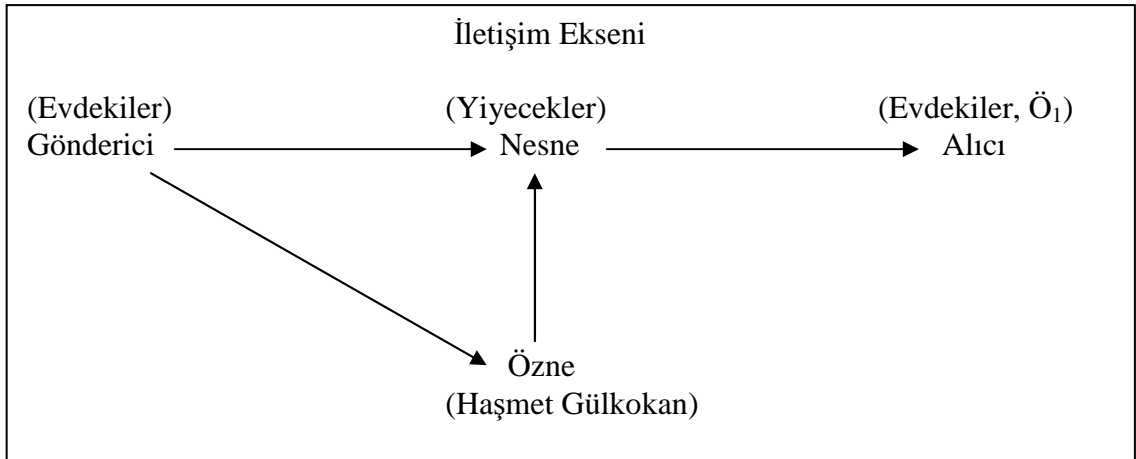 İletişim Ekseni
(Evdekiler) (Yiyecekler) (Evdekiler, Ö₁)
Gönderici Nesne Alıcı
Özne
(Haşmet Gülkokan)